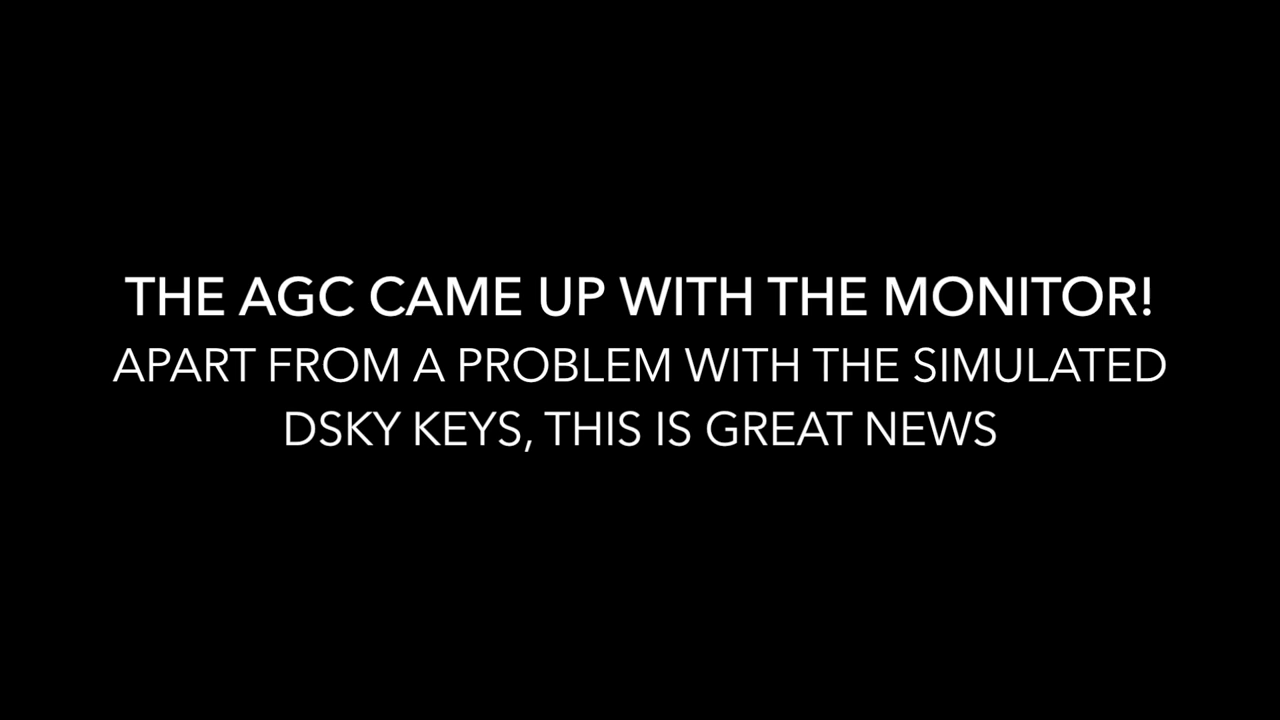 THE AGC CAME UP WITH THE MONITOR!
APART FROM A PROBLEM WITH THE SIMULATED
DSKY KEYS, THIS IS GREAT NEWS